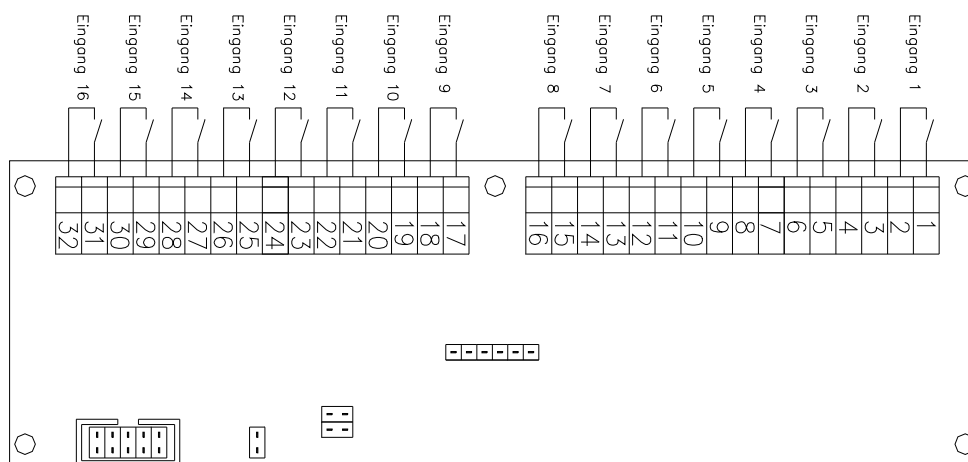 Eingang 16
Eingang 15
Eingang 14
Eingang 13
Eingang 12
Eingang 11
Eingang 10
Eingang 9
Eingang 8
Eingang 7
Eingang 6
Eingang 5
Eingang 4
Eingang 3
Eingang 2
Eingang 1
32
31
30
29
28
27
26
25
24
23
22
21
20
19
18
17
16
15
14
13
12
11
10
9
8
7
6
5
4
3
2
1